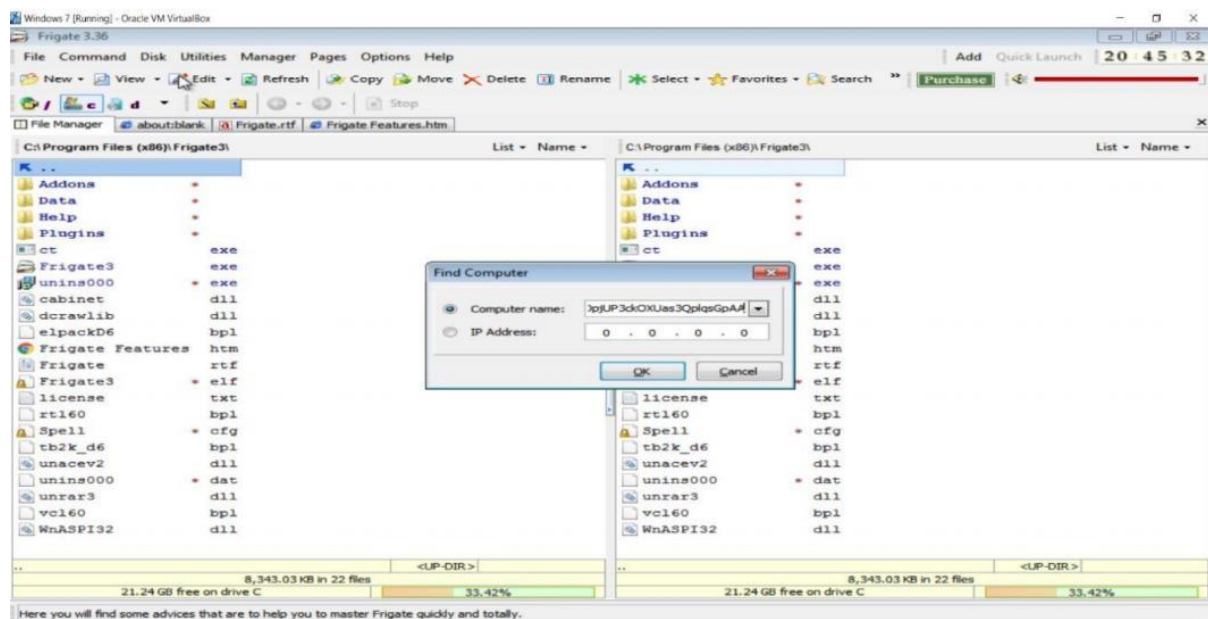 Windows 7 [Running] - Oracle VM VirtualBox
Frigate 3.36
File Command Disk Utilities Manager Pages Options Help
Add Quick Launch 20:45:32
New View Edit Refresh Copy Move Delete Rename Select Favorites Search » Purchase
/ c d Stop
File Manager about:blank Frigate.rtf Frigate Features.htm
C:\Program Files (x86)\Frigate3\ List Name
..
Addons
Data
Help
Plugins
ct exe
Frigate3 exe
unins000 exe
cabinet dll
dcrawlib dll
elpackD6 bpl
Frigate Features htm
Frigate rtf
Frigate3 elf
license txt
rtl60 bpl
Spell cfg
tb2k_d6 bpl
unacev2 dll
unins000 dat
unrar3 dll
vcl60 bpl
WnASPI32 dll
.. <UP-DIR>
8,343.03 KB in 22 files
21.24 GB free on drive C 33.42%
C:\Program Files (x86)\Frigate3\ List Name
..
Addons
Data
Help
Plugins
ct exe
exe
exe
dll
dll
bpl
htm
rtf
elf
license txt
rtl60 bpl
Spell cfg
tb2k_d6 bpl
unacev2 dll
unins000 dat
unrar3 dll
vcl60 bpl
WnASPI32 dll
.. <UP-DIR>
8,343.03 KB in 22 files
21.24 GB free on drive C 33.42%
Find Computer
Computer name:
IP Address: 0 . 0 . 0 . 0
OK Cancel
Here you will find some advices that are to help you to master Frigate quickly and totally.